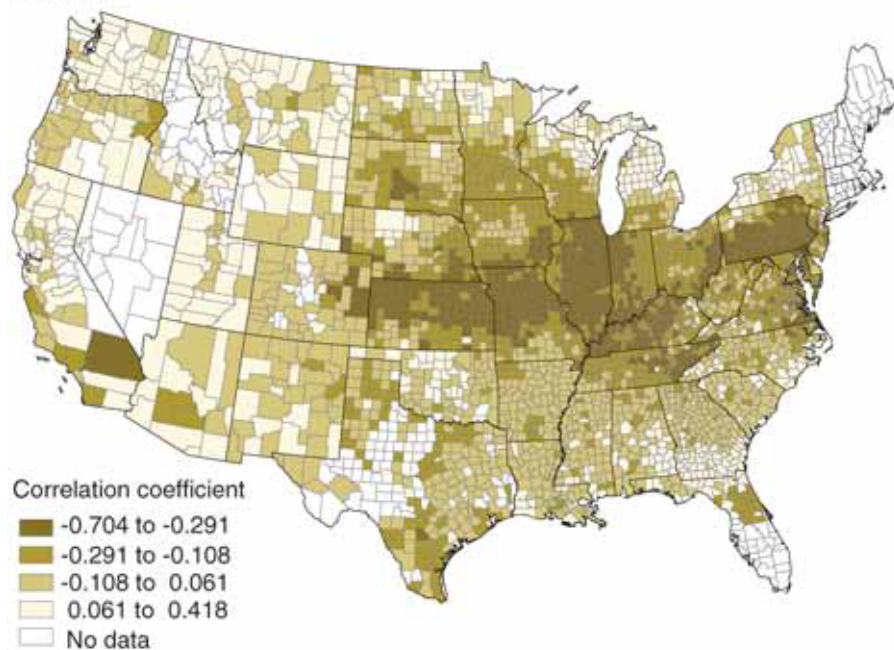 Correlation coefficient
-0.704 to -0.291
-0.291 to -0.108
-0.108 to 0.061
0.061 to 0.418
No data